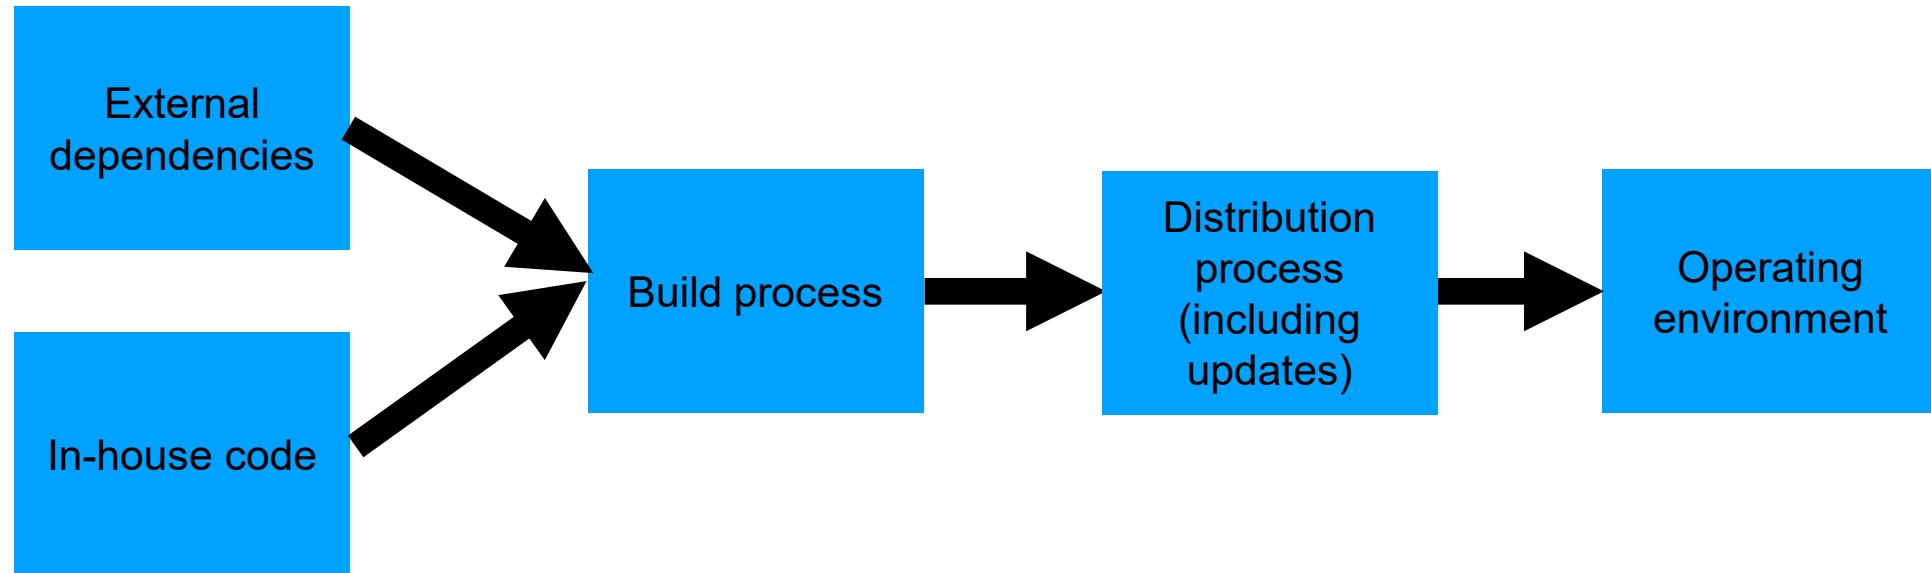 External
dependencies
In-house code
Build process
Distribution
process
(including
updates)
Operating
environment